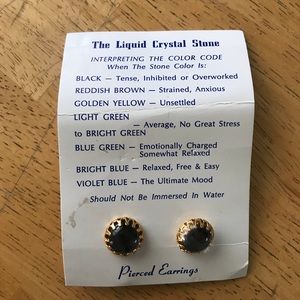 The Liquid Crystal Stone
INTERPRETING THE COLOR CODE
When The Stone Color Is:
BLACK — Tense, Inhibited or Overworked
REDDISH BROWN — Strained, Anxious
GOLDEN YELLOW — Unsettled
LIGHT GREEN
— Average, No Great Stress
to BRIGHT GREEN
BLUE GREEN — Emotionally Charged
Somewhat Relaxed
BRIGHT BLUE — Relaxed, Free & Easy
VIOLET BLUE — The Ultimate Mood
Should Not Be Immersed In Water
Pierced Earrings